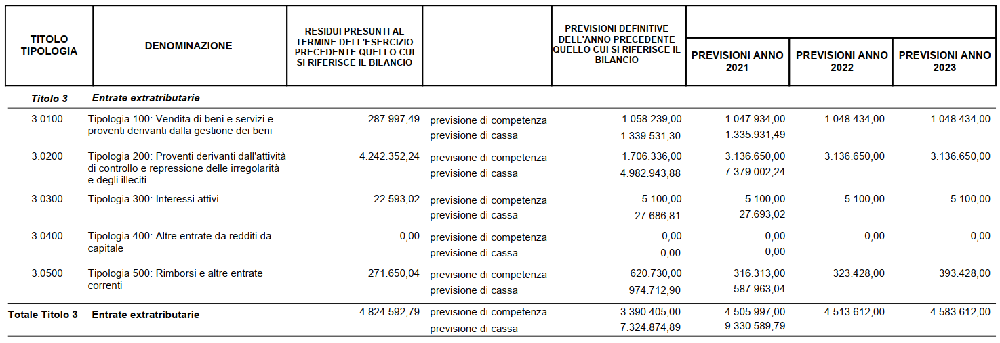 TITOLO
TIPOLOGIA
DENOMINAZIONE
RESIDUI PRESUNTI AL
TERMINE DELL'ESERCIZIO
PRECEDENTE QUELLO CUI
SI RIFERISCE IL BILANCIO
PREVISIONI DEFINITIVE
DELL'ANNO PRECEDENTE
QUELLO CUI SI RIFERISCE IL
BILANCIO
PREVISIONI ANNO
2021
PREVISIONI ANNO
2022
PREVISIONI ANNO
2023
Titolo 3 Entrate extratributarie
3.0100 Tipologia 100: Vendita di beni e servizi e 287.997,49 previsione di competenza 1.058.239,00 1.047.934,00 1.048.434,00 1.048.434,00
proventi derivanti dalla gestione dei beni previsione di cassa 1.339.531,30 1.335.931,49
3.0200 Tipologia 200: Proventi derivanti dall'attività 4.242.352,24 previsione di competenza 1.706.336,00 3.136.650,00 3.136.650,00 3.136.650,00
di controllo e repressione delle irregolarità previsione di cassa 4.982.943,88 7.379.002,24
e degli illeciti
3.0300 Tipologia 300: Interessi attivi 22.593,02 previsione di competenza 5.100,00 5.100,00 5.100,00 5.100,00
previsione di cassa 27.686,81 27.693,02
3.0400 Tipologia 400: Altre entrate da redditi da 0,00 previsione di competenza 0,00 0,00 0,00 0,00
capitale previsione di cassa 0,00 0,00
3.0500 Tipologia 500: Rimborsi e altre entrate 271.650,04 previsione di competenza 620.730,00 316.313,00 323.428,00 393.428,00
correnti previsione di cassa 974.712,90 587.963,04
Totale Titolo 3 Entrate extratributarie 4.824.592,79 previsione di competenza 3.390.405,00 4.505.997,00 4.513.612,00 4.583.612,00
previsione di cassa 7.324.874,89 9.330.589,79